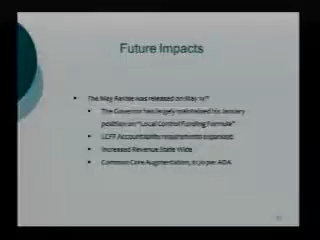 Future Impacts
The May Revise was released on May
The Governor has largely maintained his January
position on "Local Control Funding Formula"
LCFF Accountability requirements expanded
Increased Revenue State Wide
Common Core Augmentation, per ADA